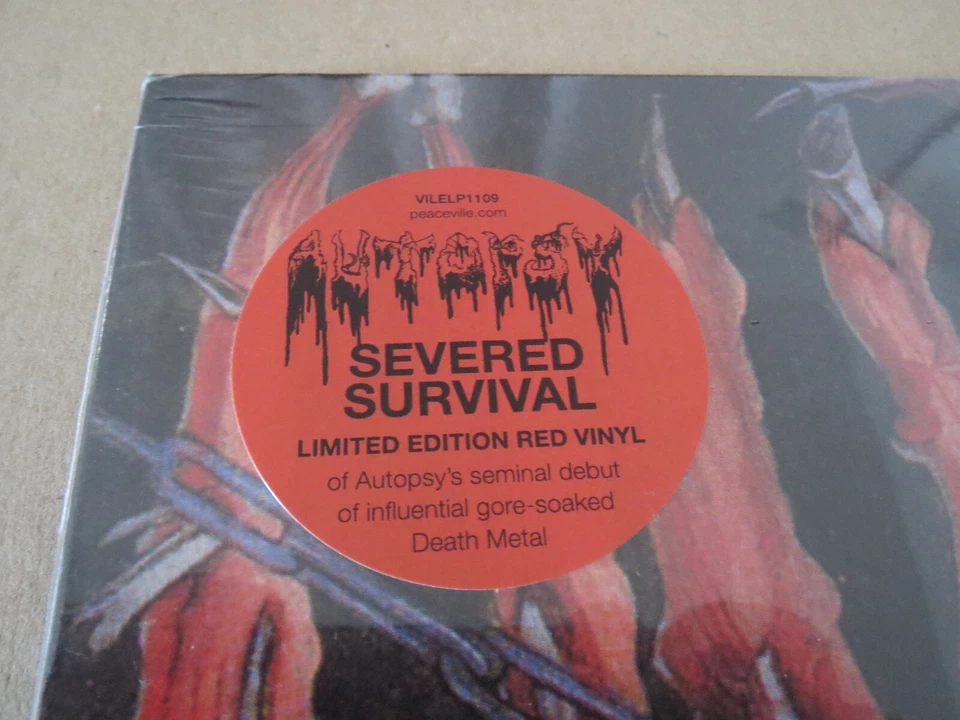 VILELP1109
peaceville.com
AUTOPSY
SEVERED
SURVIVAL
LIMITED EDITION RED VINYL
of Autopsy's seminal debut
of influential gore-soaked
Death Metal